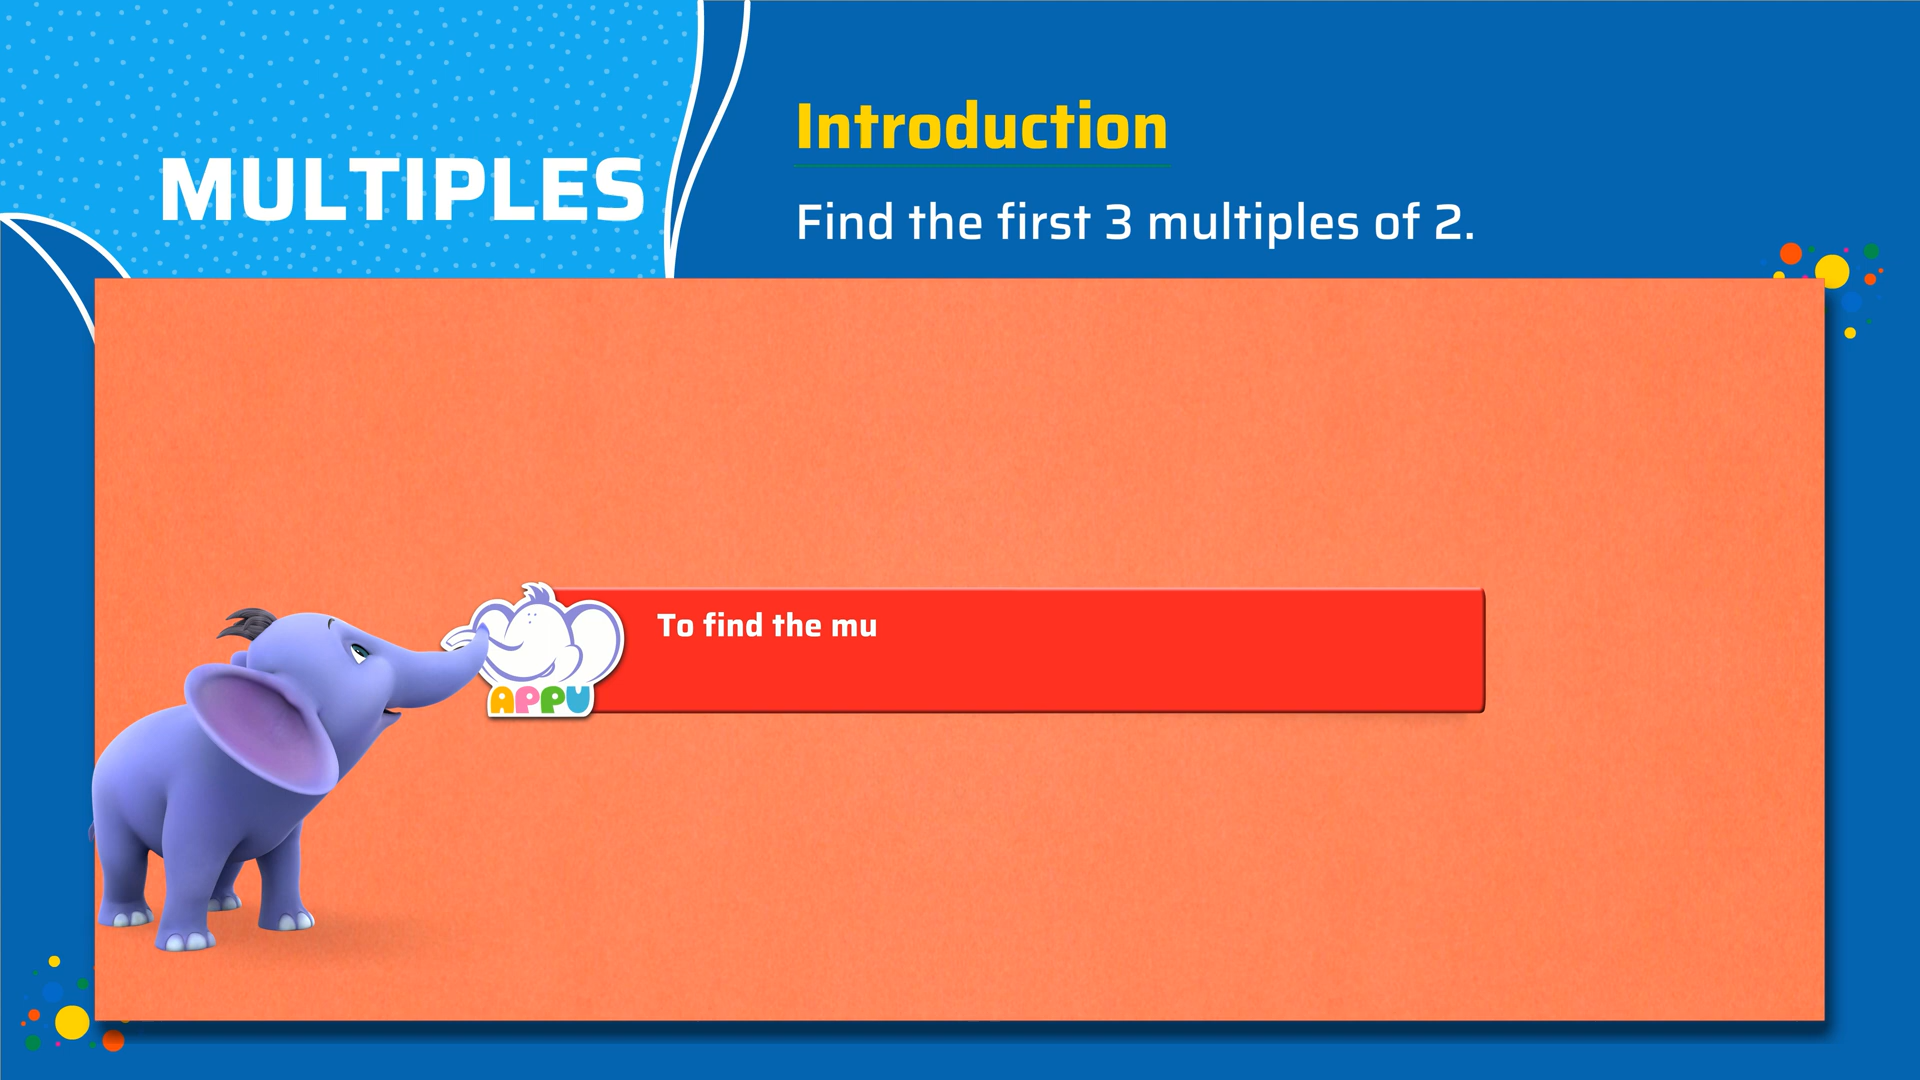 MULTIPLES
Introduction
Find the first 3 multiples of 2.
To find the mu
APPU